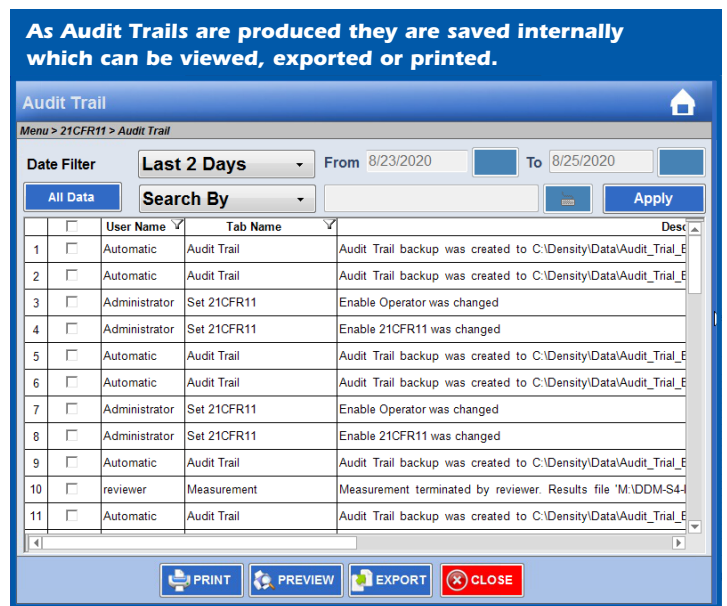 As Audit Trails are produced they are saved internally
which can be viewed, exported or printed.
Audit Trail
Menu > 21CFR11 > Audit Trail
Date Filter Last 2 Days From 8/23/2020 To 8/25/2020
All Data Search By Apply
User Name Tab Name Desc
1 Automatic Audit Trail Audit Trail backup was created to C:\Density\Data\Audit_Trial_E
2 Automatic Audit Trail Audit Trail backup was created to C:\Density\Data\Audit_Trial_E
3 Administrator Set 21CFR11 Enable Operator was changed
4 Administrator Set 21CFR11 Enable 21CFR11 was changed
5 Automatic Audit Trail Audit Trail backup was created to C:\Density\Data\Audit_Trial_E
6 Automatic Audit Trail Audit Trail backup was created to C:\Density\Data\Audit_Trial_E
7 Administrator Set 21CFR11 Enable Operator was changed
8 Administrator Set 21CFR11 Enable 21CFR11 was changed
9 Automatic Audit Trail Audit Trail backup was created to C:\Density\Data\Audit_Trial_E
10 reviewer Measurement Measurement terminated by reviewer. Results file 'M:\DDM-S4-
11 Automatic Audit Trail Audit Trail backup was created to C:\Density\Data\Audit_Trial_E
PRINT PREVIEW EXPORT CLOSE